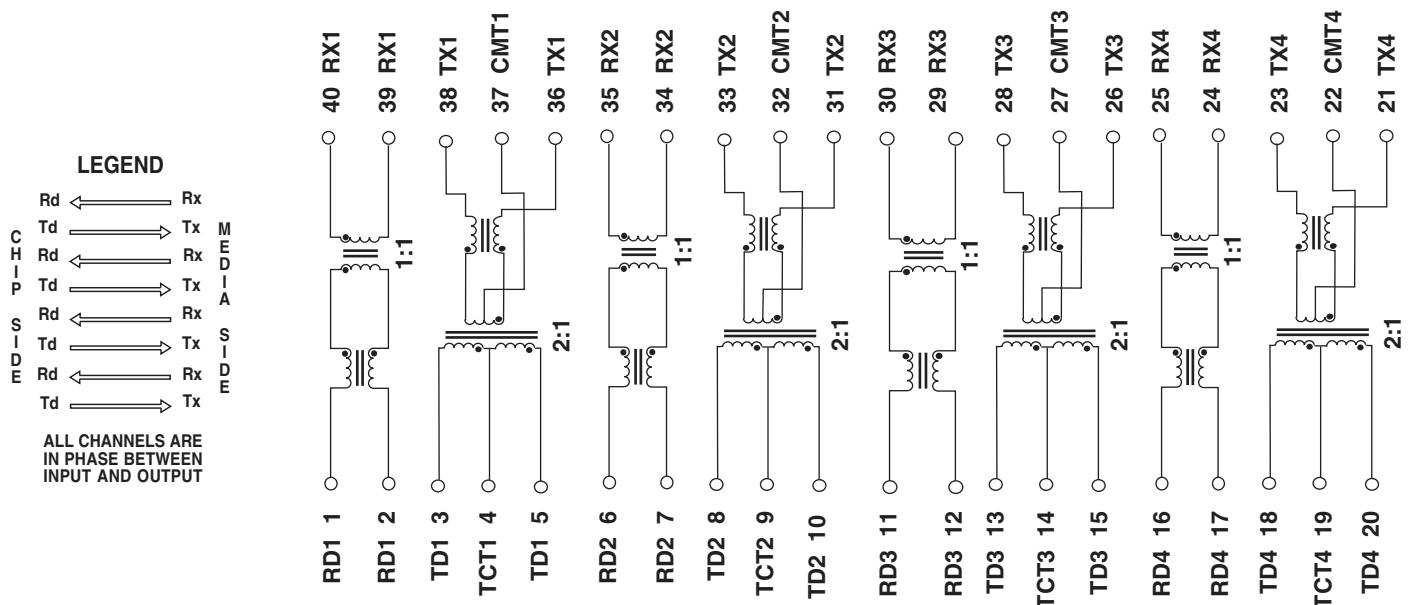 40 RX1
39 RX1
38 TX1
37 CMT1
36 TX1
35 RX2
34 RX2
33 TX2
32 CMT2
31 TX2
30 RX3
29 RX3
28 TX3
27 CMT3
26 TX3
25 RX4
24 RX4
23 TX4
22 CMT4
21 TX4
LEGEND
CHIP SIDE
MEDIA SIDE
Rd Rx
Td Tx
Rd Rx
Td Tx
Rd Rx
Td Tx
Rd Rx
Td Tx
ALL CHANNELS ARE
IN PHASE BETWEEN
INPUT AND OUTPUT
1:1
2:1
1:1
2:1
1:1
2:1
1:1
2:1
RD1 1
RD1 2
TD1 3
TCT1 4
TD1 5
RD2 6
RD2 7
TD2 8
TCT2 9
TD2 10
RD3 11
RD3 12
TD3 13
TCT3 14
TD3 15
RD4 16
RD4 17
TD4 18
TCT4 19
TD4 20